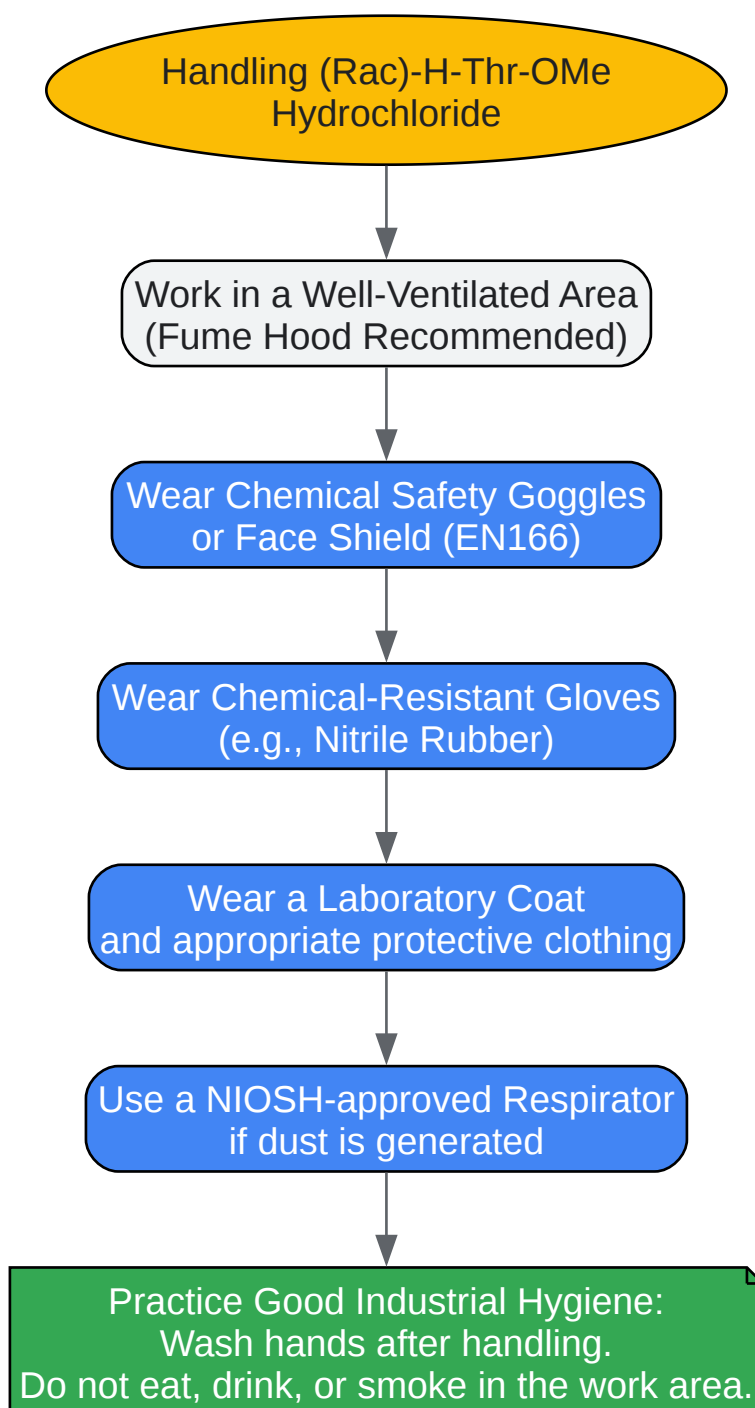 Handling (Rac)-H-Thr-OMe
Hydrochloride
Work in a Well-Ventilated Area
(Fume Hood Recommended)
Wear Chemical Safety Goggles
or Face Shield (EN166)
Wear Chemical-Resistant Gloves
(e.g., Nitrile Rubber)
Wear a Laboratory Coat
and appropriate protective clothing
Use a NIOSH-approved Respirator
if dust is generated
Practice Good Industrial Hygiene:
Wash hands after handling.
Do not eat, drink, or smoke in the work area.